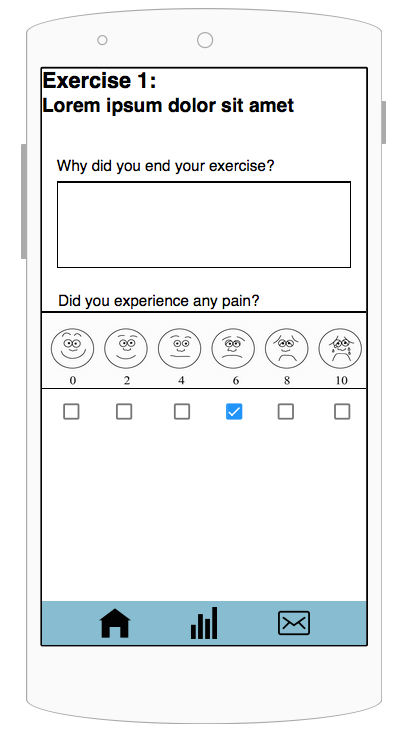 Exercise 1:
Lorem ipsum dolor sit amet
Why did you end your exercise?
Did you experience any pain?
0 2 4 6 8 10